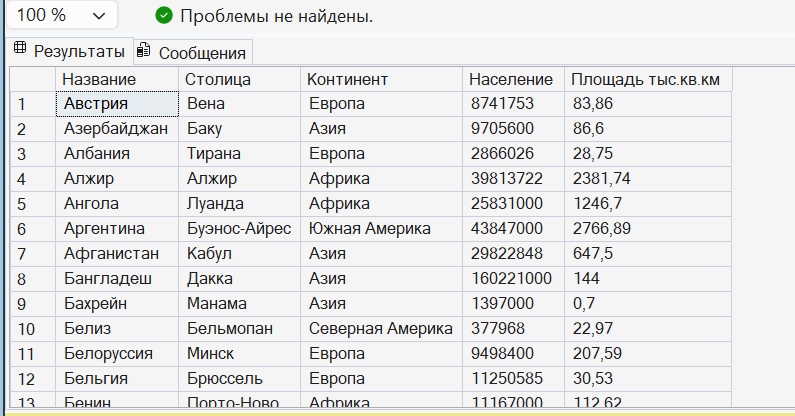 100 % Проблемы не найдены.
Результаты Сообщения
Название Столица Континент Население Площадь тыс.кв.км
1 Австрия Вена Европа 8741753 83,86
2 Азербайджан Баку Азия 9705600 86,6
3 Албания Тирана Европа 2866026 28,75
4 Алжир Алжир Африка 39813722 2381,74
5 Ангола Луанда Африка 25831000 1246,7
6 Аргентина Буэнос-Айрес Южная Америка 43847000 2766,89
7 Афганистан Кабул Азия 29822848 647,5
8 Бангладеш Дакка Азия 160221000 144
9 Бахрейн Манама Азия 1397000 0,7
10 Белиз Бельмопан Северная Америка 377968 22,97
11 Белоруссия Минск Европа 9498400 207,59
12 Бельгия Брюссель Европа 11250585 30,53
13 Бенин Порто-Ново Африка 11167000 112,62